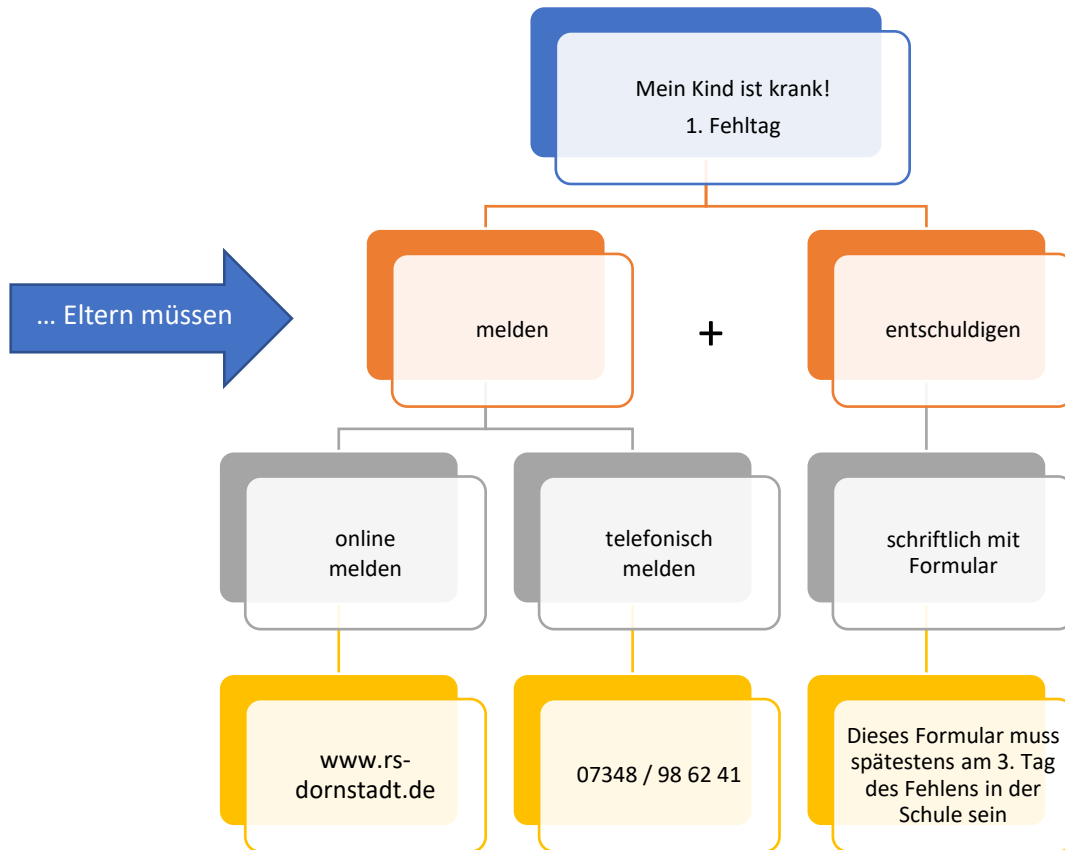 Mein Kind ist krank!
1. Fehltag
... Eltern müssen
melden
+
entschuldigen
online
melden
telefonisch
melden
schriftlich mit
Formular
www.rs-
dornstadt.de
07348 / 98 62 41
Dieses Formular muss
spätestens am 3. Tag
des Fehlens in der
Schule sein